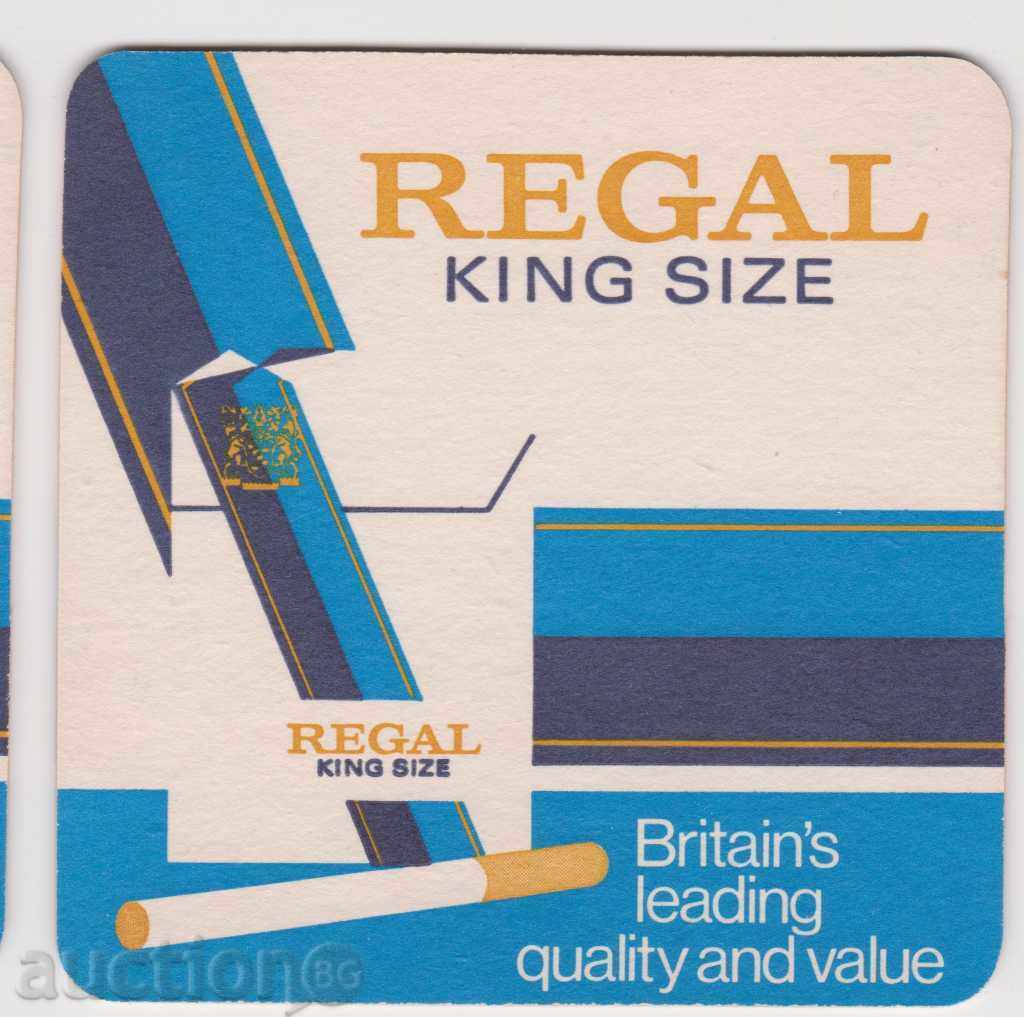 REGAL
KING SIZE
REGAL
KING SIZE
Britain's
leading
quality and value
auction BG